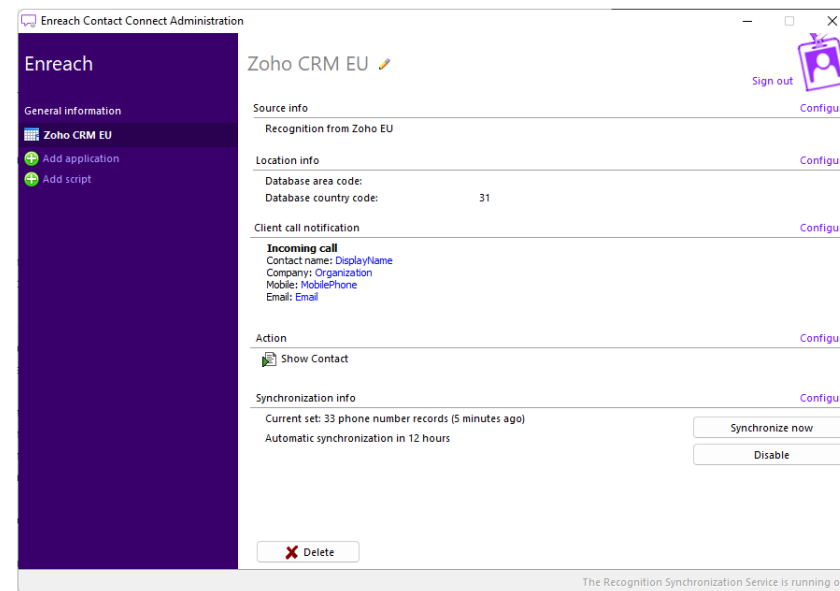 Enreach Contact Connect Administration
Enreach
Zoho CRM EU
Sign out
General information
Zoho CRM EU
Add application
Add script
Source info
Configu
Recognition from Zoho EU
Location info
Configu
Database area code:
Database country code: 31
Client call notification
Configu
Incoming call
Contact name: DisplayName
Company: Organization
Mobile: MobilePhone
Email: Email
Action
Configu
Show Contact
Synchronization info
Configu
Current set: 33 phone number records (5 minutes ago)
Synchronize now
Automatic synchronization in 12 hours
Disable
Delete
The Recognition Synchronization Service is running o